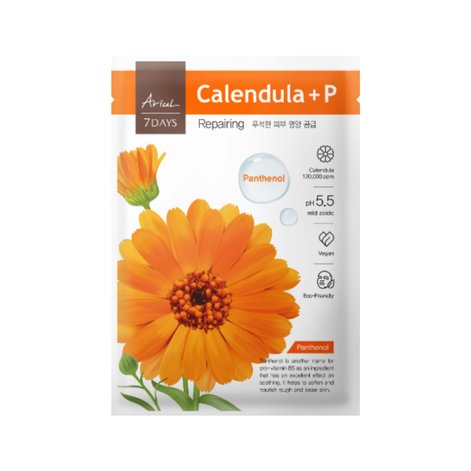 Ariul
7DAYS
Calendula + P
Repairing 푸석한 피부 영양 공급
Panthenol
Calendula
120,000 ppm
pH 5.5
mild acidic
Vegan
Eco-Friendly
Panthenol
Panthenol is another name for
pro-vitamin B5 as an ingredient
that has an excellent effect on
soothing. It helps to soften and
nourish rough and loose skin.